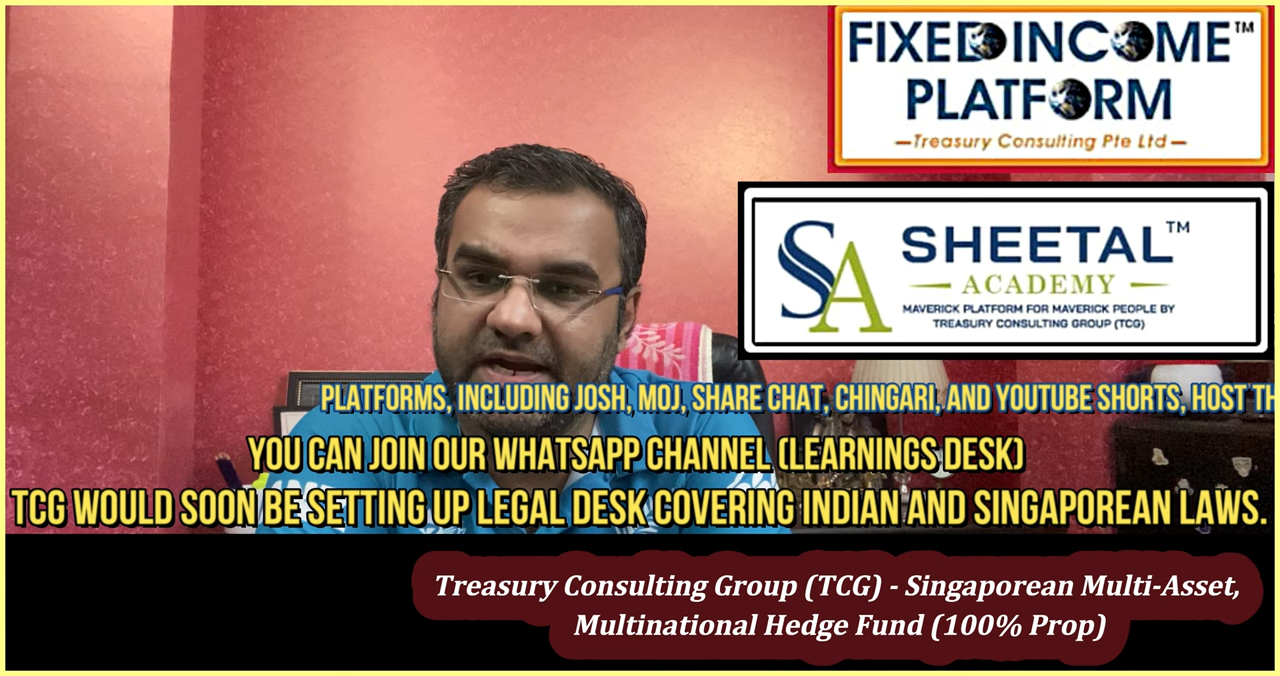 FIXED INCOME™
PLATFORM
—Treasury Consulting Pte Ltd—
SA
SHEETAL™
ACADEMY
MAVERICK PLATFORM FOR MAVERICK PEOPLE BY
TREASURY CONSULTING GROUP (TCG)
PLATFORMS, INCLUDING JOSH, MOJ, SHARE CHAT, CHINGARI, AND YOUTUBE SHORTS, HOST
YOU CAN JOIN OUR WHATSAPP CHANNEL (LEARNINGS DESK)
TCG WOULD SOON BE SETTING UP LEGAL DESK COVERING INDIAN AND SINGAPOREAN LAWS.
Treasury Consulting Group (TCG) - Singaporean Multi-Asset,
Multinational Hedge Fund (100% Prop)